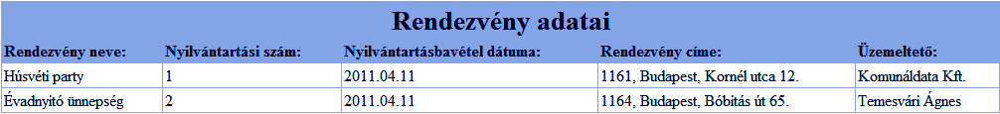 Rendezvény adatai
Rendezvény neve: Nyilvántartási szám: Nyilvántartásbavétel dátuma: Rendezvény címe: Üzemeltető:
Húsvéti party 1 2011.04.11 1161, Budapest, Kornél utca 12. Komunáldata Kft.
Évadnyitó ünnepség 2 2011.04.11 1164, Budapest, Bóbitás út 65. Temesvári Ágnes